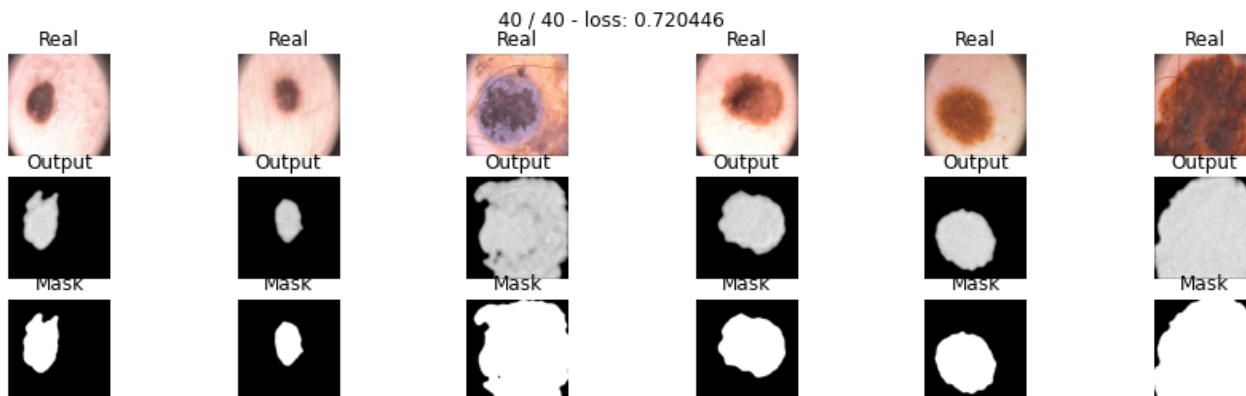 40 / 40 - loss: 0.720446
Real Real Real Real Real Real
Output Output Output Output Output Output
Mask Mask Mask Mask Mask Mask